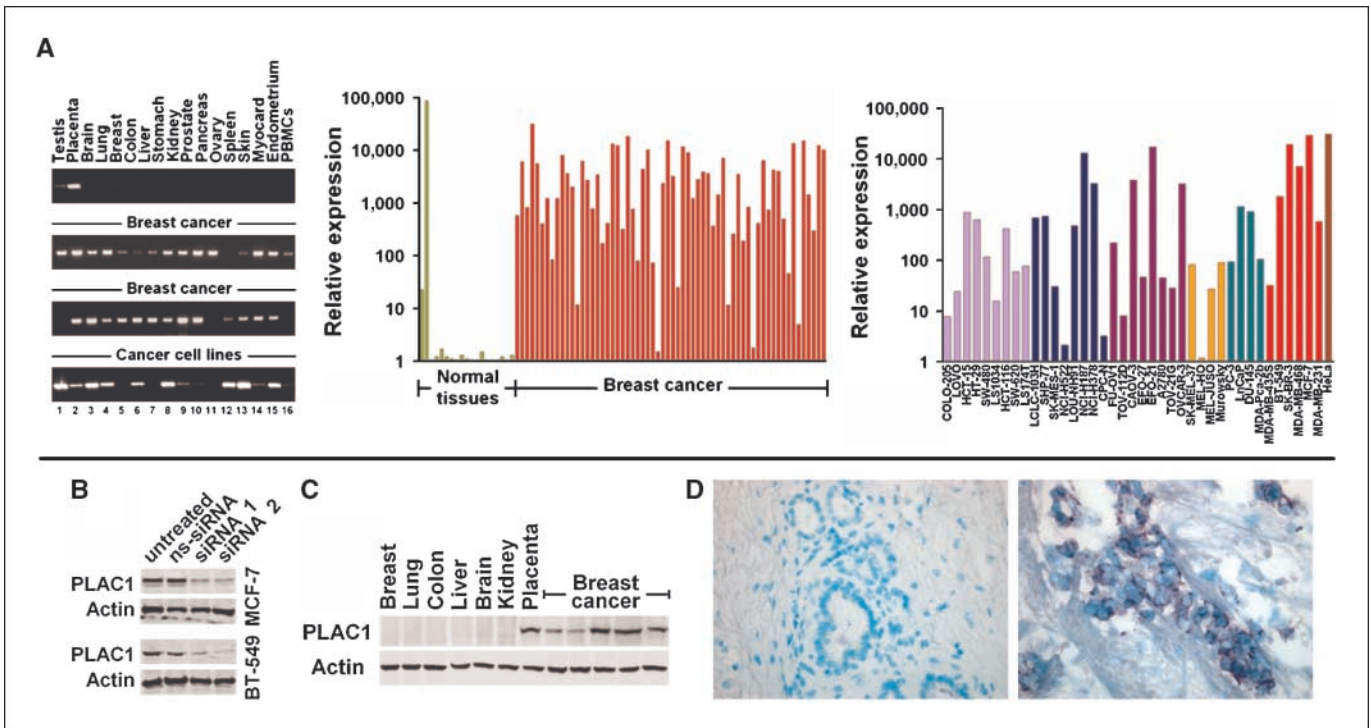 A
Testis
Placenta
Brain
Lung
Breast
Colon
Liver
Stomach
Kidney
Prostate
Pancreas
Ovary
Spleen
Skin
Myocard
Endometrium
PBMCs
Breast cancer
Breast cancer
Cancer cell lines
1 2 3 4 5 6 7 8 9 10 11 12 13 14 15 16
Relative expression
100,000
10,000
1,000
100
10
1
Normal
tissues
Breast cancer
Relative expression
100,000
10,000
1,000
100
10
1
COLO-205
LOVO
HCT-15
HT-29
SW-480
LS-174
HCT-116
SW-620
LS-513T
LCLC-103H
SHP-77
SK-MES-1
NCI-H522
LOU-NH91
NCI-H187
NCI-H378
CPC-N
FU-OV1
TOV-112D
CAOV-3
EFO-27
EFO-21
A2780
TOV-21G
OVCAR-3
SK-MEL-37
MEL-HO
MEL-JUSO
Murowsky
PC-3
LNCaP
DU-145
MDA-Pca-2b
MDA-MB-435S
BT-549
SK-BR-3
MDA-MB-468
MCF-7
MDA-MB-231
HeLa
B
untreated
ns-siRNA
siRNA 1
siRNA 2
PLAC1
Actin
MCF-7
PLAC1
Actin
BT-549
C
Breast
Lung
Colon
Liver
Brain
Kidney
Placenta
Breast
cancer
PLAC1
Actin
D